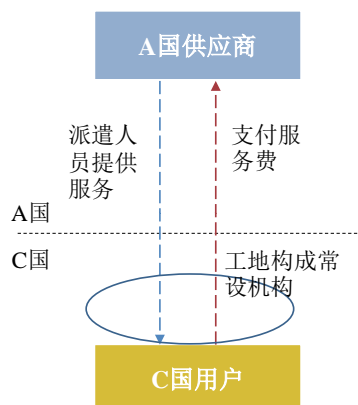 A国供应商
派遣人
员提供
服务
支付服
务费
A国
C国
工地构成常
设机构
C国用户